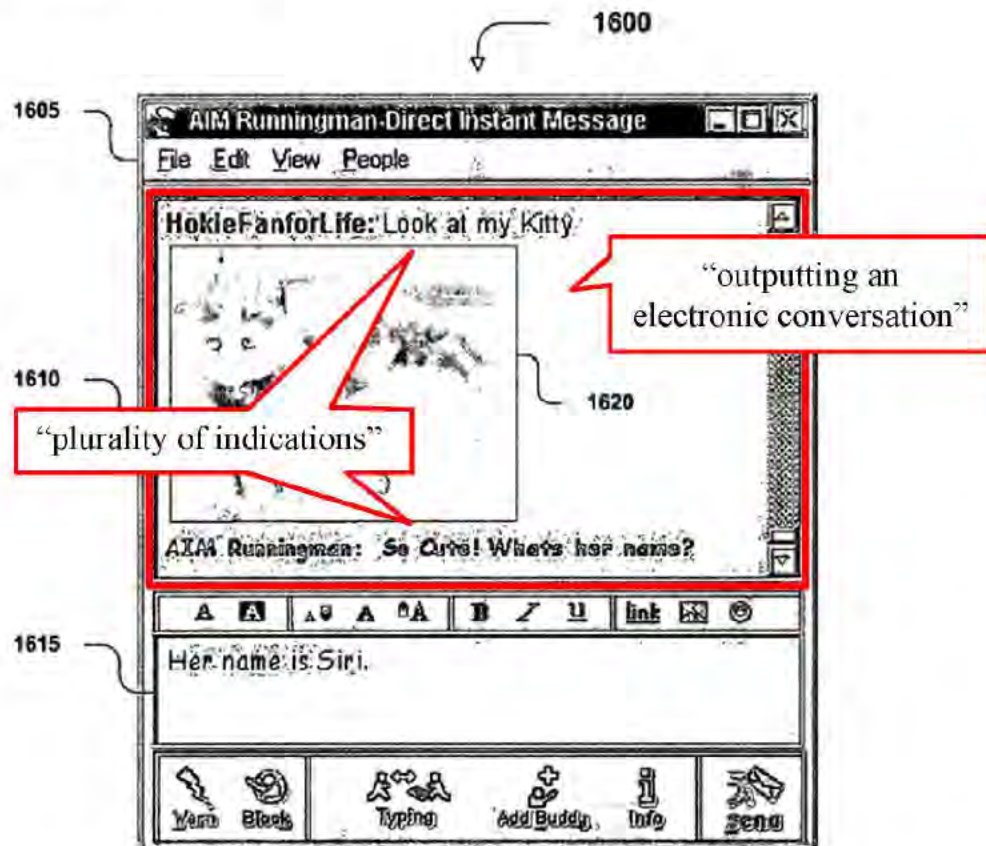 1600
1605
AIM Runningman-Direct Instant Message
File Edit View People
HokieFanforLife: Look at my Kitty
“outputting an
electronic conversation”
1610
1620
“plurality of indications”
AIM Runningman: So Cute! Whats her name?
A A A A A B I U link
1615
Her name is Siri.
Warn Block Typing Add Buddy Info Send